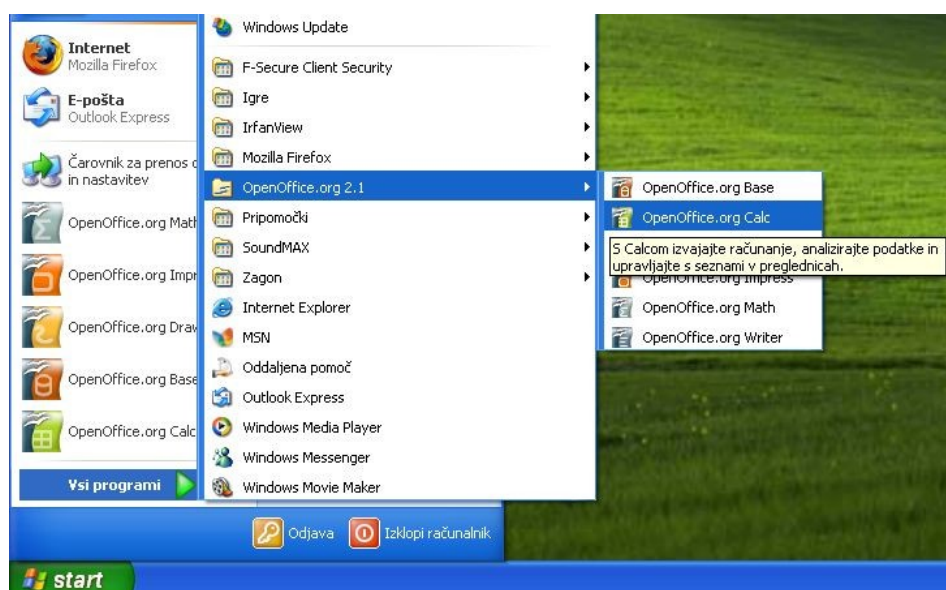 Internet
Mozilla Firefox
E-pošta
Outlook Express
Čarovnik za prenos
in nastavitev
OpenOffice.org Math
OpenOffice.org Impr
OpenOffice.org Draw
OpenOffice.org Base
OpenOffice.org Calc
Vsi programi
Windows Update
F-Secure Client Security
Igre
IrfanView
Mozilla Firefox
OpenOffice.org 2.1
Pripomočki
SoundMAX
Zagon
Internet Explorer
MSN
Oddaljena pomoč
Outlook Express
Windows Media Player
Windows Messenger
Windows Movie Maker
OpenOffice.org Base
OpenOffice.org Calc
S Calcom izvajajte računanje, analizirajte podatke in
upravljajte s seznami v preglednicah.
OpenOffice.org Impress
OpenOffice.org Math
OpenOffice.org Writer
Odjava
Izklopi računalnik
start